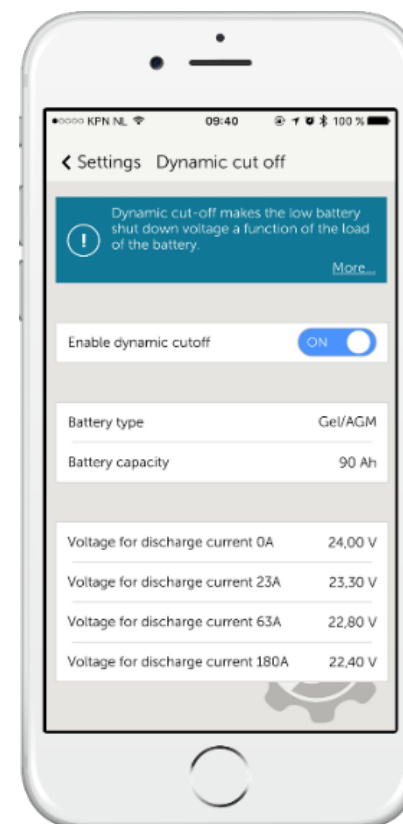 KPN NL 09:40 100 %
Settings Dynamic cut off
Dynamic cut-off makes the low battery
shut down voltage a function of the load
of the battery.
More...
Enable dynamic cutoff ON
Battery type Gel/AGM
Battery capacity 90 Ah
Voltage for discharge current 0A 24,00 V
Voltage for discharge current 23A 23,30 V
Voltage for discharge current 63A 22,80 V
Voltage for discharge current 180A 22,40 V